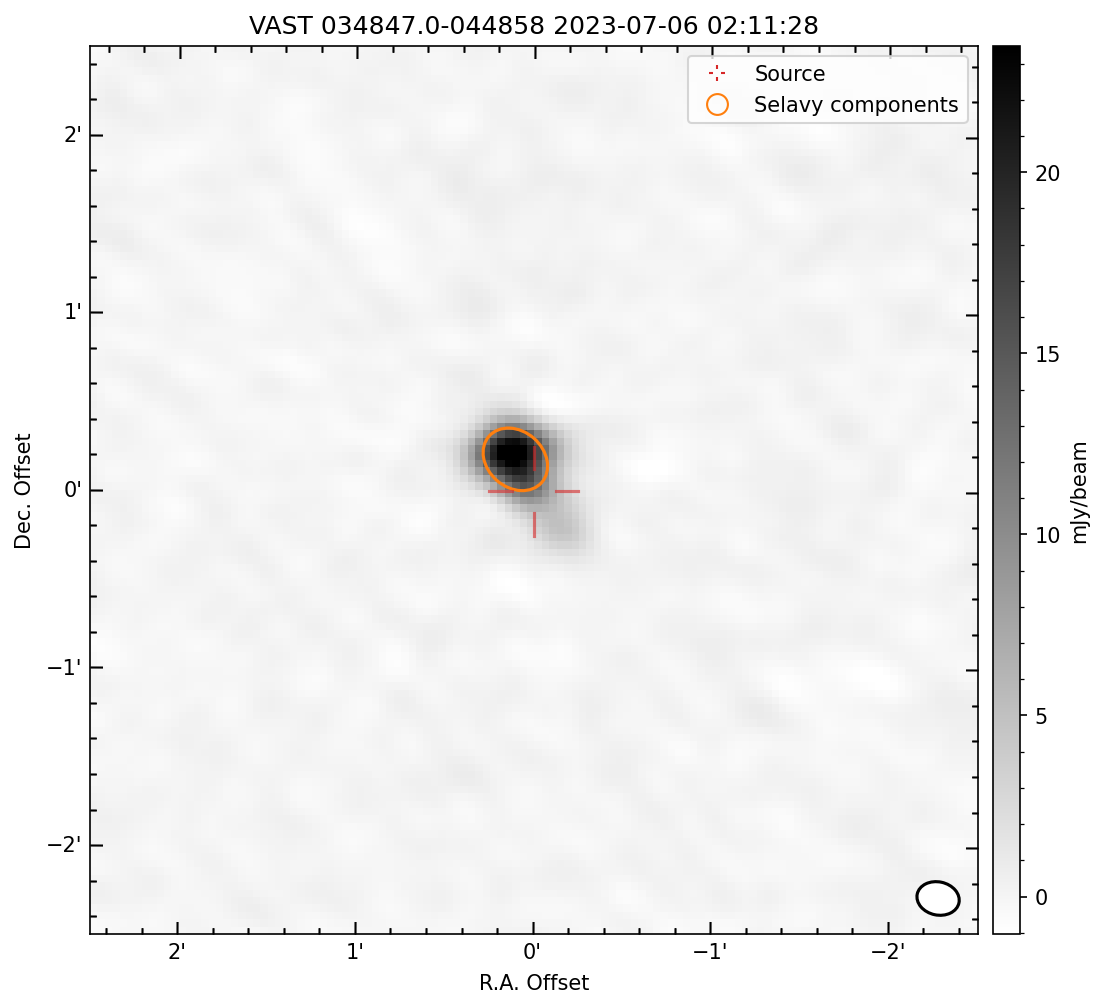 VAST 034847.0-044858 2023-07-06 02:11:28
Source
Selavy components
2'
1'
0'
−1'
−2'
Dec. Offset
2'
1'
0'
−1'
−2'
R.A. Offset
20
15
10
5
0
mJy/beam